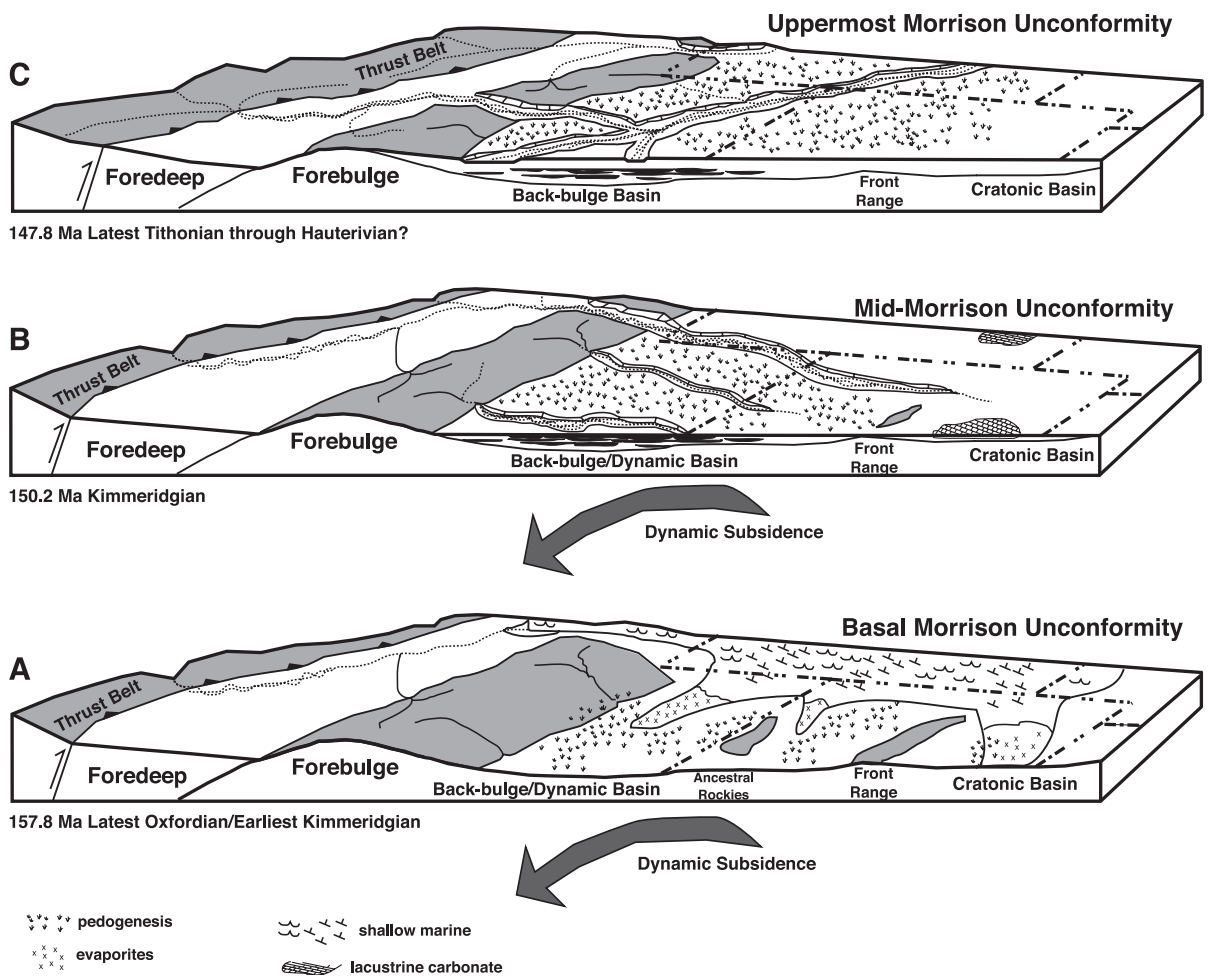 Uppermost Morrison Unconformity
C
Thrust Belt
Foredeep
Forebulge
Back-bulge Basin
Front
Range
Cratonic Basin
147.8 Ma Latest Tithonian through Hauterivian?
Mid-Morrison Unconformity
B
Thrust Belt
Foredeep
Forebulge
Back-bulge/Dynamic Basin
Front
Range
Cratonic Basin
150.2 Ma Kimmeridgian
Dynamic Subsidence
Basal Morrison Unconformity
A
Thrust Belt
Foredeep
Forebulge
Back-bulge/Dynamic Basin
Ancestral
Rockies
Front
Range
Cratonic Basin
157.8 Ma Latest Oxfordian/Earliest Kimmeridgian
Dynamic Subsidence
pedogenesis
evaporites
shallow marine
lacustrine carbonate